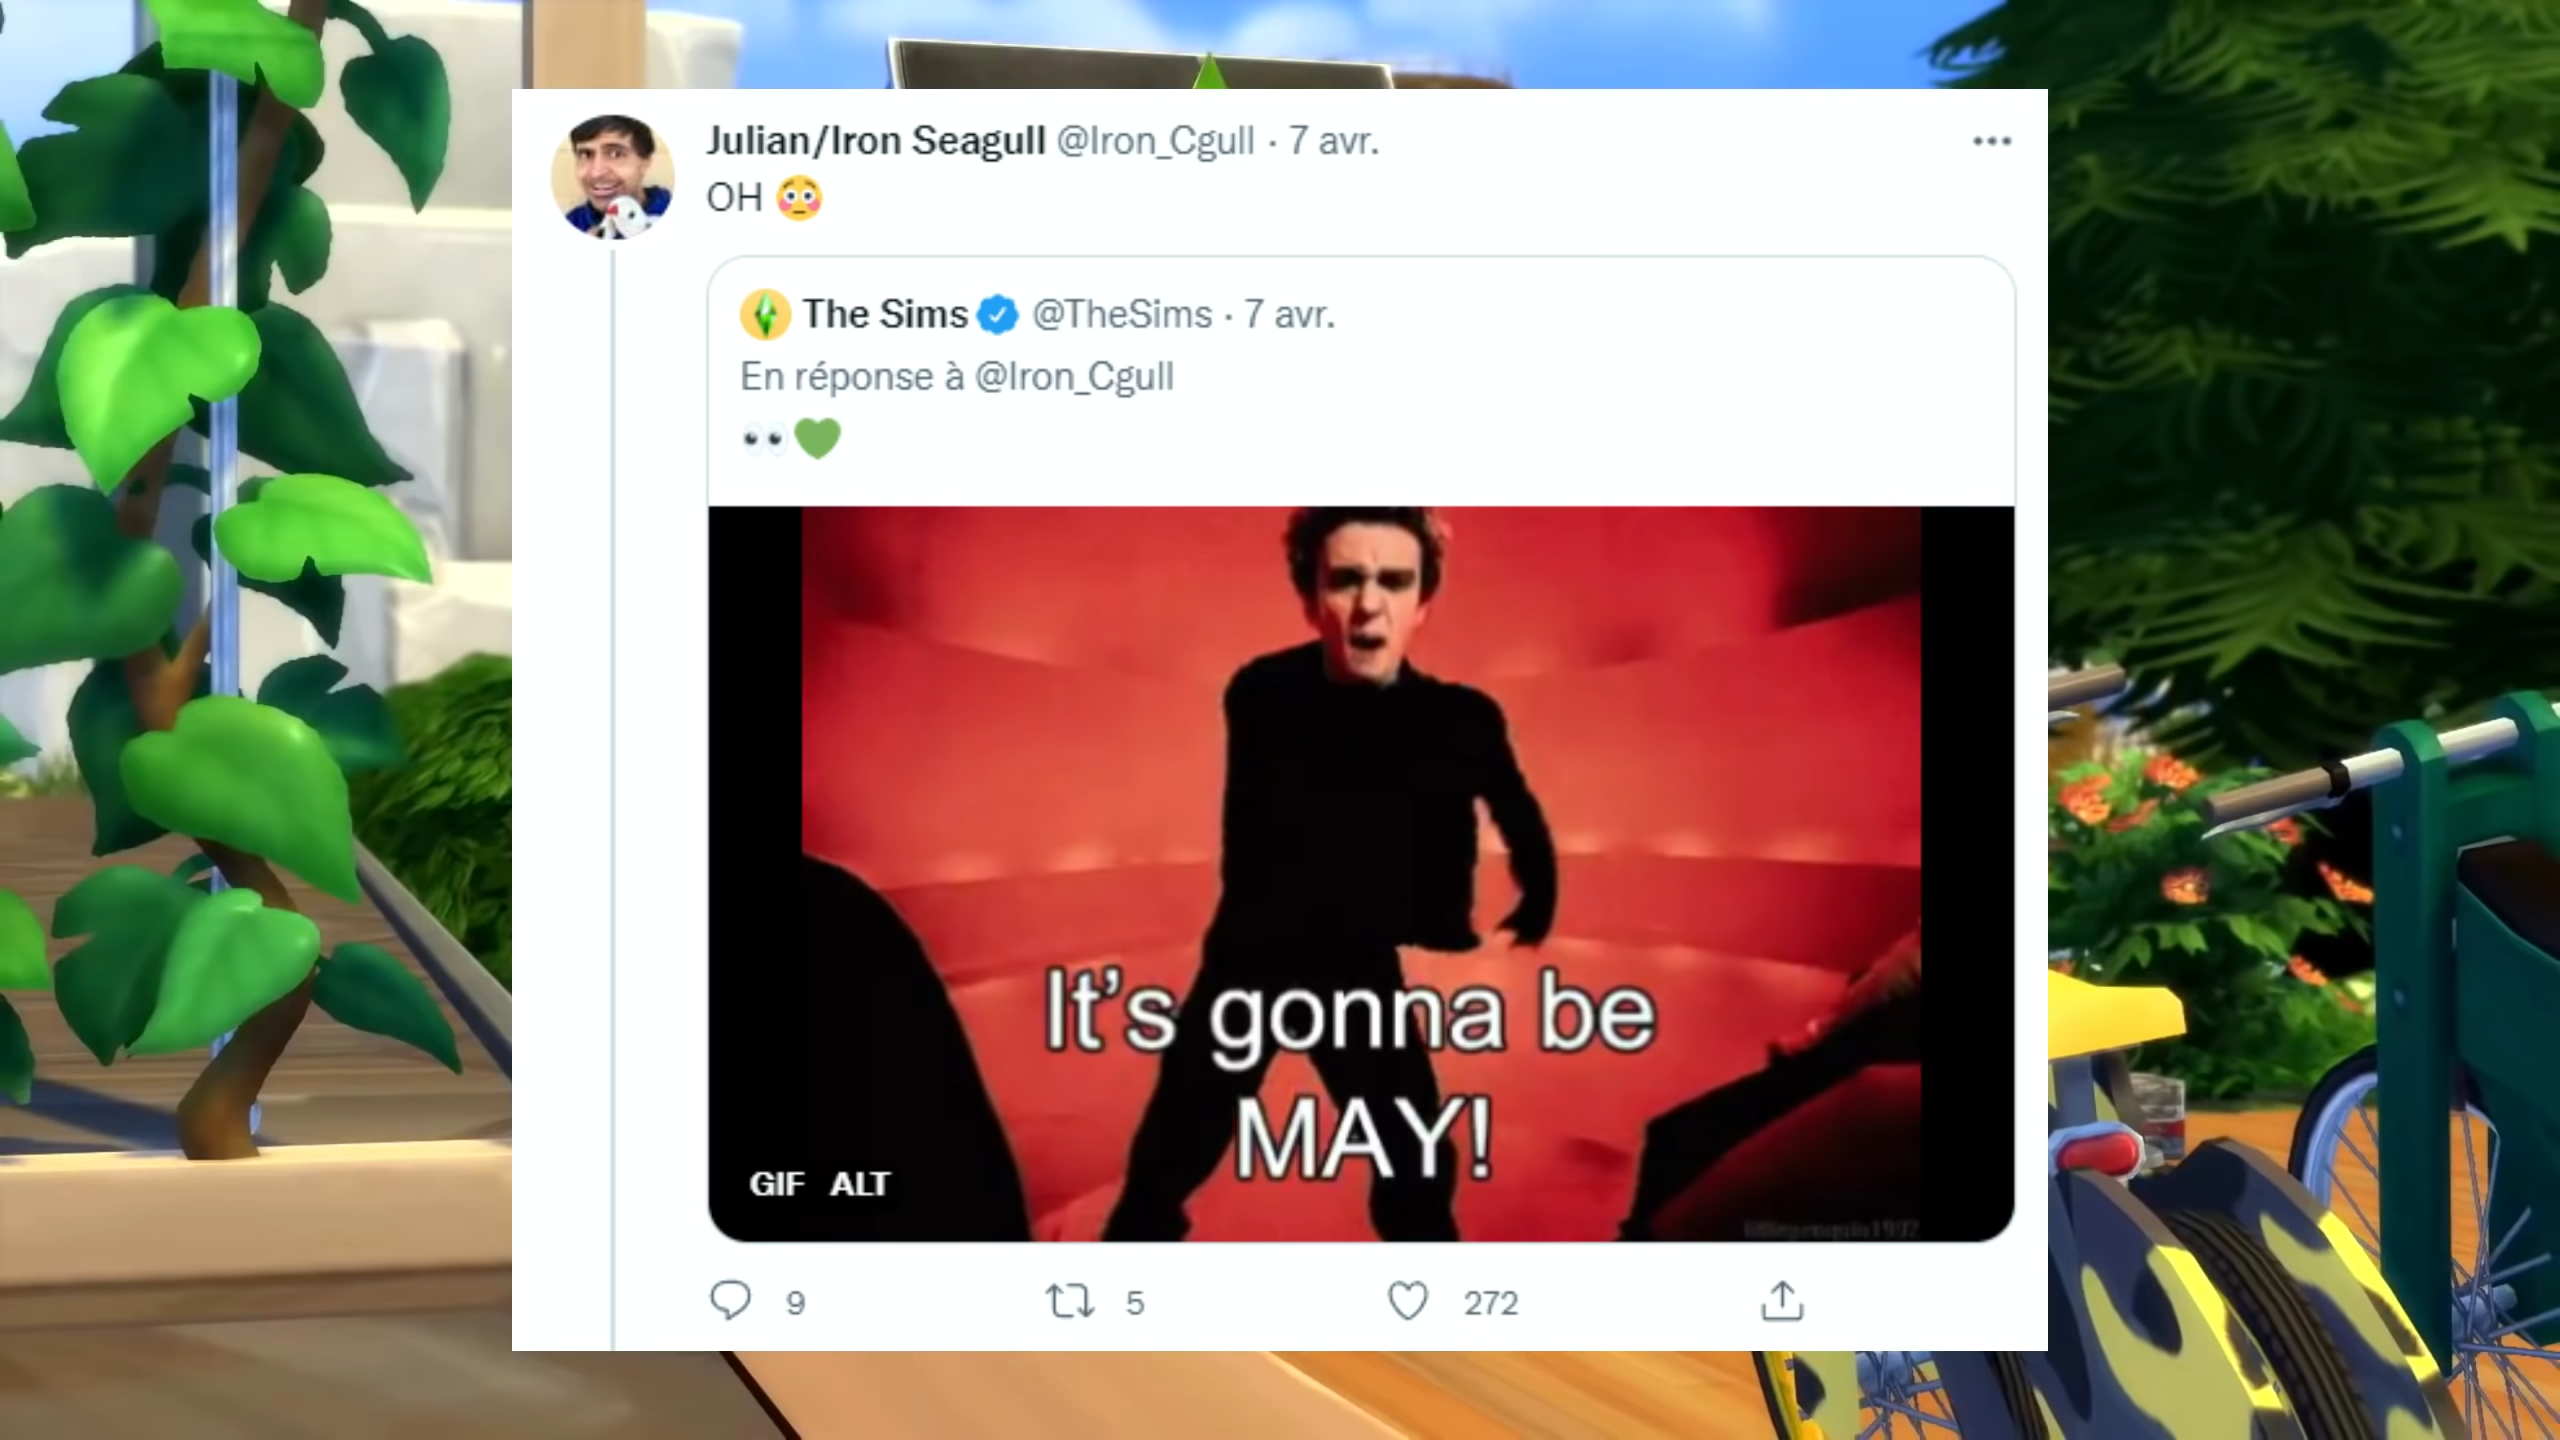 Julian/Iron Seagull @Iron_Cgull · 7 avr.
OH 😳
The Sims @TheSims · 7 avr.
En réponse à @Iron_Cgull
👀💚
It's gonna be
MAY!
GIF ALT
littlepenguin1992
9 5 272